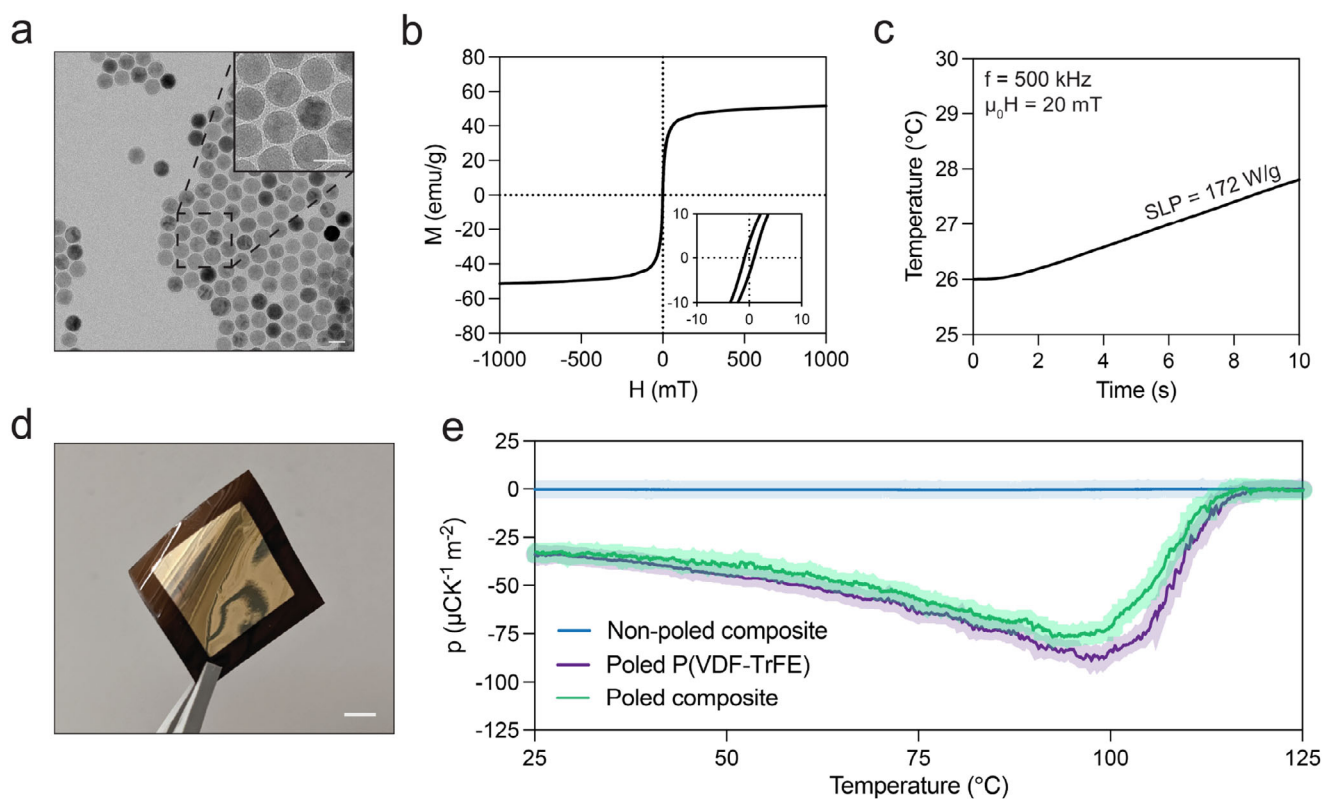 a
b
80
60
40
20
0
-20
-40
-60
-80
M (emu/g)
-1000
-500
0
500
1000
H (mT)
10
0
-10
-10
0
10
c
30
29
28
27
26
25
Temperature (°C)
f = 500 kHz
μ₀H = 20 mT
SLP = 172 W/g
0
2
4
6
8
10
Time (s)
d
e
25
0
-25
-50
-75
-100
-125
p (μCK⁻¹ m⁻²)
Non-poled composite
Poled P(VDF-TrFE)
Poled composite
25
50
75
100
125
Temperature (°C)